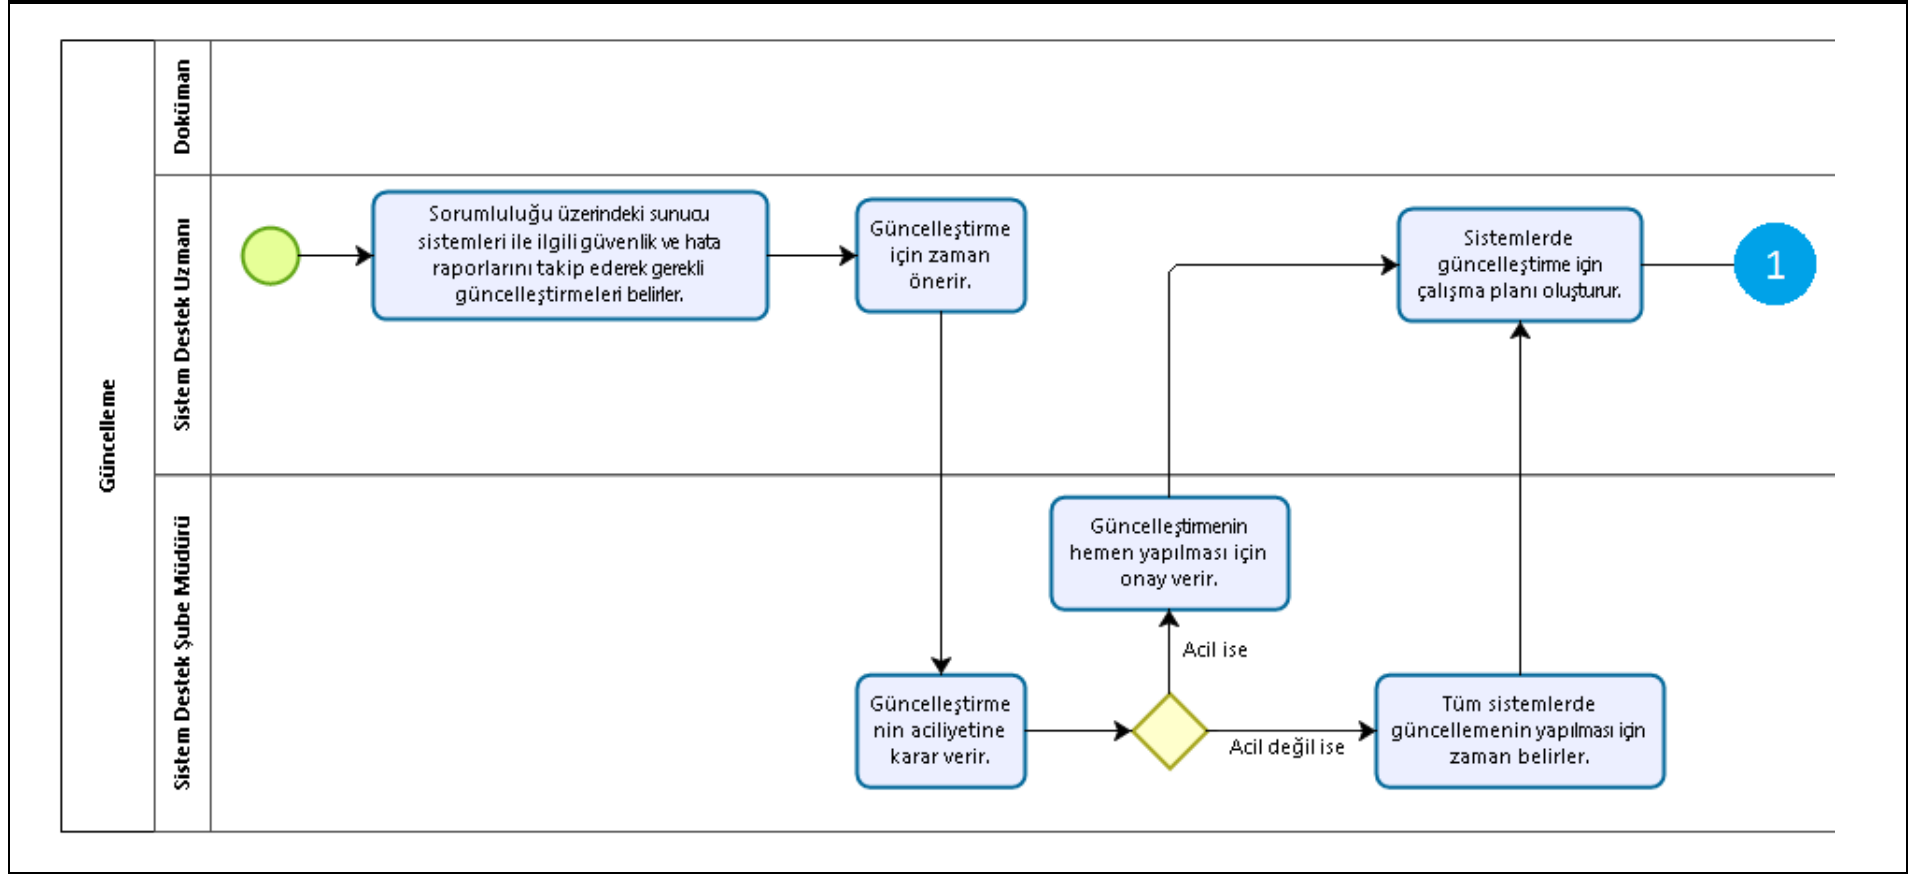 Güncelleme
Doküman
Sistem Destek Uzmanı
Sorumluluğu üzerindeki sunucu
sistemleri ile ilgili güvenlik ve hata
raporlarını takip ederek gerekli
güncelleştirmeleri belirler.
Güncelleştirme
için zaman
önerir.
Sistemlerde
güncelleştirme için
çalışma planı oluşturur.
1
Sistem Destek Şube Müdürü
Güncelleştirmenin
hemen yapılması için
onay verir.
Acil ise
Güncelleştirme
nin aciliyetine
karar verir.
Acil değil ise
Tüm sistemlerde
güncellemenin yapılması için
zaman belirler.